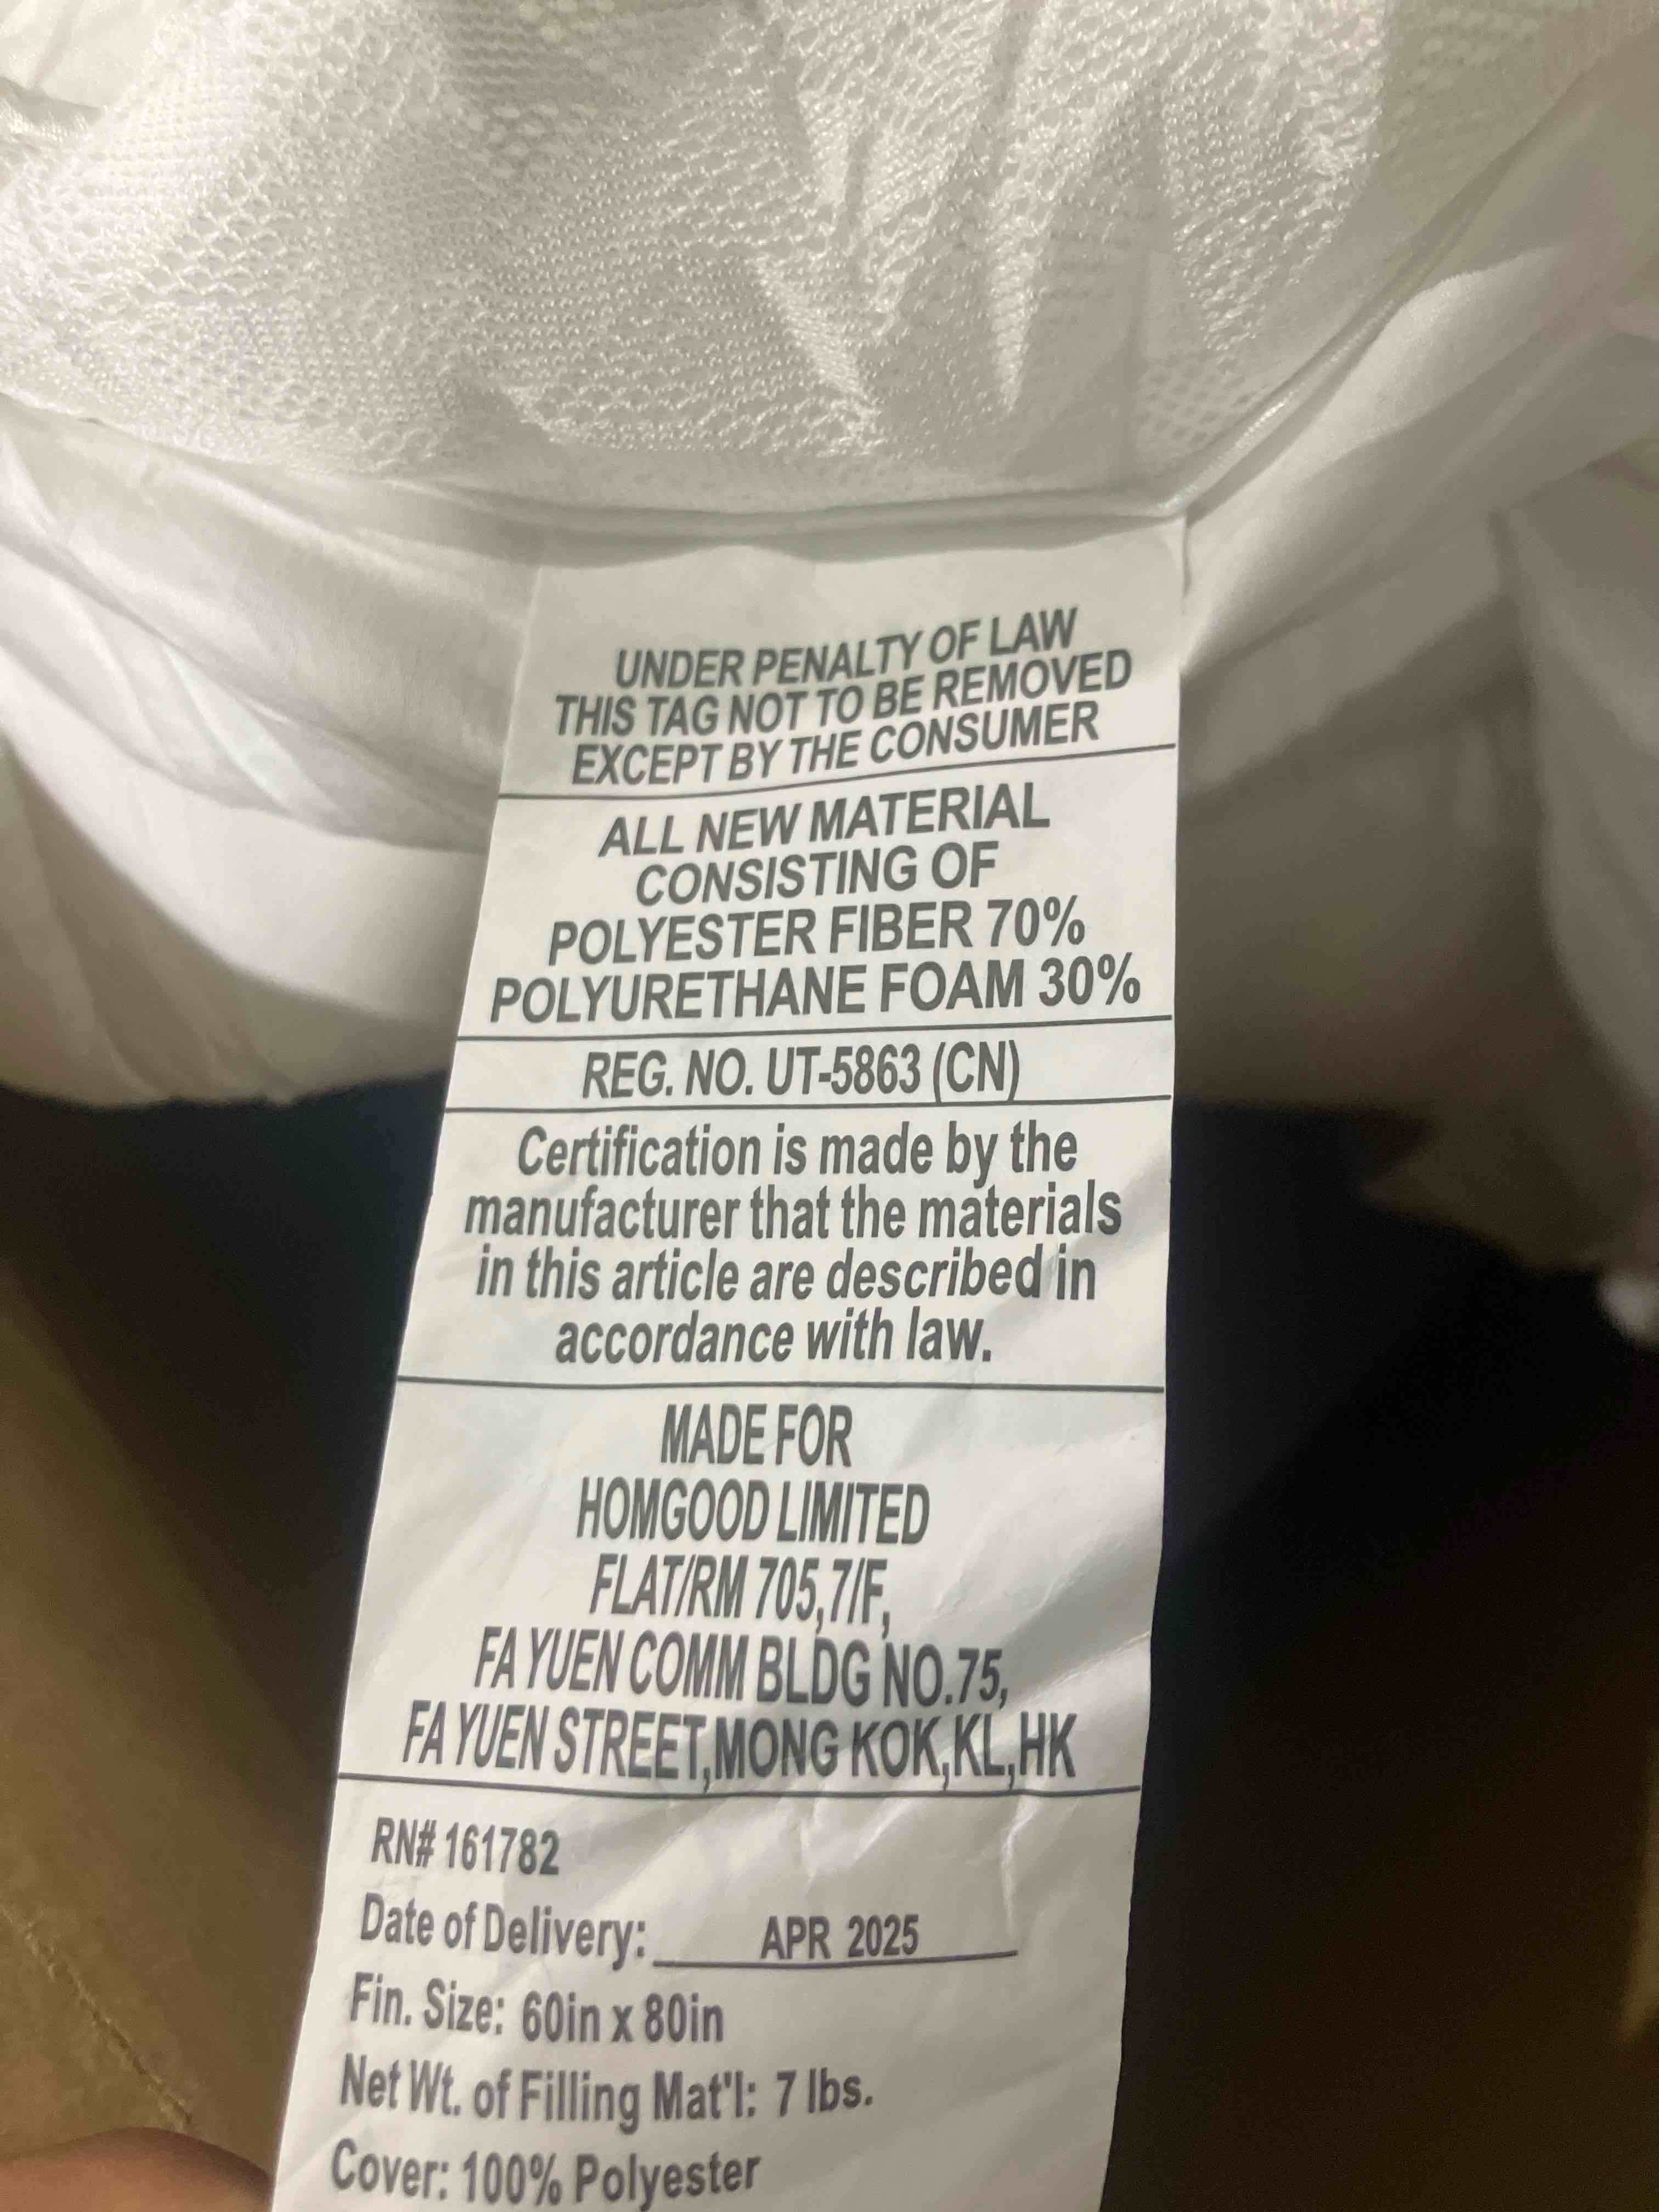 UNDER PENALTY OF LAW
THIS TAG NOT TO BE REMOVED
EXCEPT BY THE CONSUMER
ALL NEW MATERIAL
CONSISTING OF
POLYESTER FIBER 70%
POLYURETHANE FOAM 30%
REG. NO. UT-5863 (CN)
Certification is made by the
manufacturer that the materials
in this article are described in
accordance with law.
MADE FOR
HOMGOOD LIMITED
FLAT/RM 705,7/F,
FA YUEN COMM BLDG NO.75,
FA YUEN STREET,MONG KOK,KL,HK
RN# 161782
Date of Delivery: APR 2025
Fin. Size: 60in x 80in
Net Wt. of Filling Mat'l: 7 lbs.
Cover: 100% Polyester